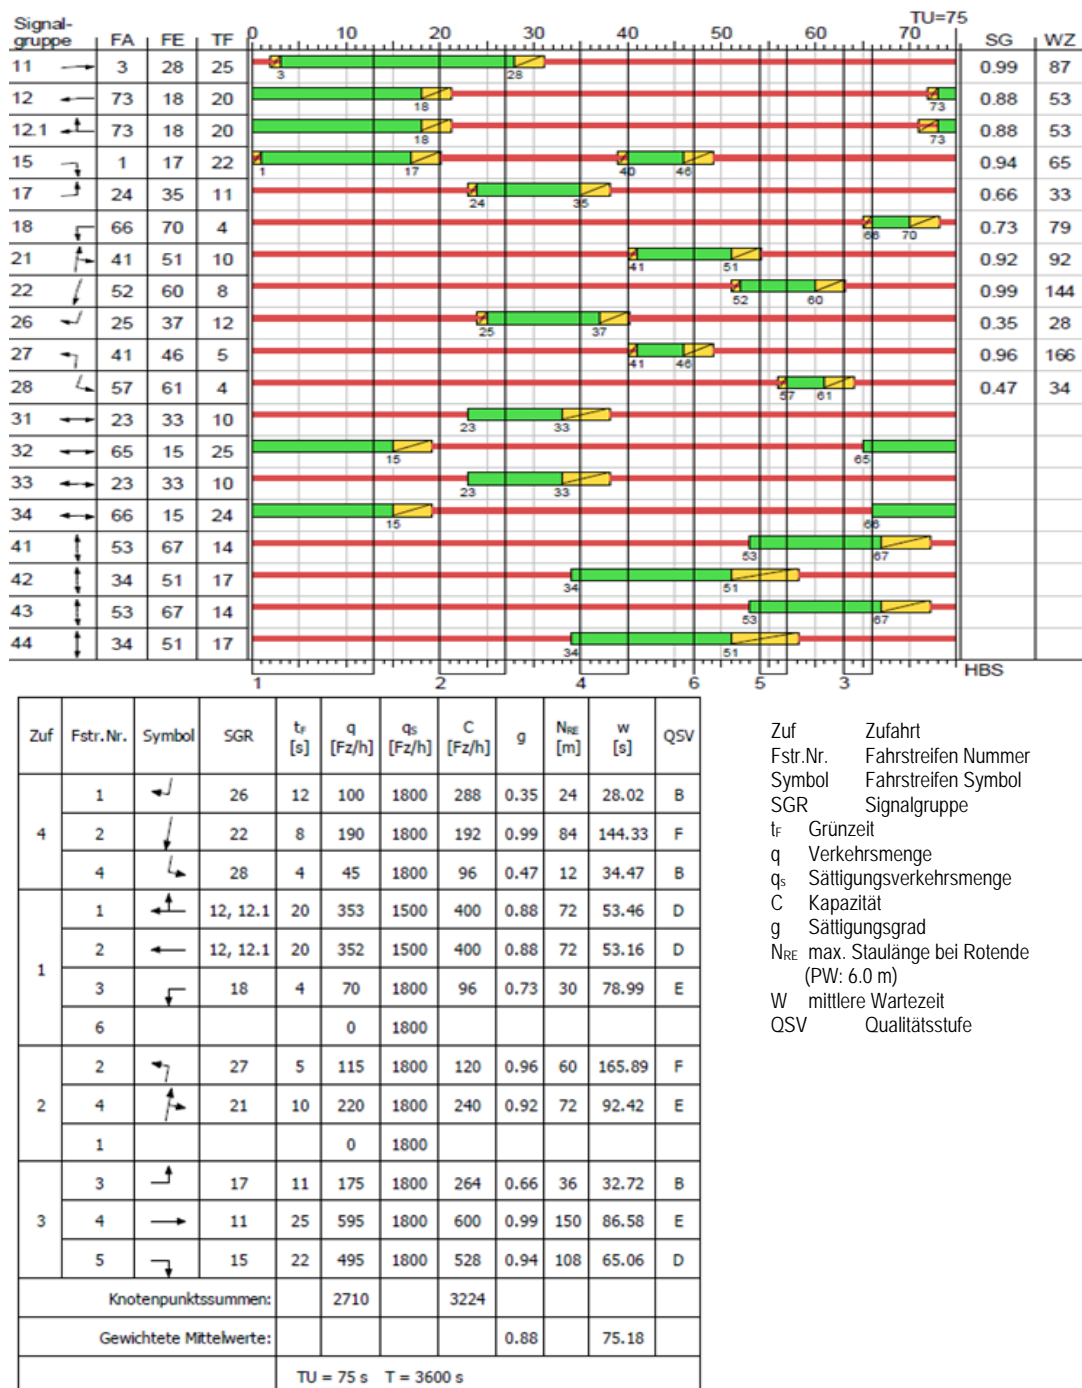 TU=75
Signal-
gruppe FA FE TF 0 10 20 30 40 50 60 70 SG WZ
11 3 28 25 0.99 87
3 28
12 73 18 20 0.88 53
18 73
12.1 73 18 20 0.88 53
18 73
15 1 17 22 0.94 65
1 17 40 46
17 24 35 11 0.66 33
24 35
18 66 70 4 0.73 79
66 70
21 41 51 10 0.92 92
41 51
22 52 60 8 0.99 144
52 60
26 25 37 12 0.35 28
25 37
27 41 46 5 0.96 166
41 46
28 57 61 4 0.47 34
57 61
31 23 33 10
23 33
32 65 15 25
15 65
33 23 33 10
23 33
34 66 15 24
15 66
41 53 67 14
53 67
42 34 51 17
34 51
43 53 67 14
53 67
44 34 51 17
34 51
HBS
1 2 4 6 5 3
Zuf Fstr.Nr. Symbol SGR tF [s] q [Fz/h] qs [Fz/h] C [Fz/h] g NRE [m] w [s] QSV
4 1 26 12 100 1800 288 0.35 24 28.02 B
2 22 8 190 1800 192 0.99 84 144.33 F
4 28 4 45 1800 96 0.47 12 34.47 B
1 1 12, 12.1 20 353 1500 400 0.88 72 53.46 D
2 12, 12.1 20 352 1500 400 0.88 72 53.16 D
3 18 4 70 1800 96 0.73 30 78.99 E
6 0 1800
2 2 27 5 115 1800 120 0.96 60 165.89 F
4 21 10 220 1800 240 0.92 72 92.42 E
1 0 1800
3 3 17 11 175 1800 264 0.66 36 32.72 B
4 11 25 595 1800 600 0.99 150 86.58 E
5 15 22 495 1800 528 0.94 108 65.06 D
Knotenpunktssummen: 2710 3224
Gewichtete Mittelwerte: 0.88 75.18
TU = 75 s T = 3600 s
Zuf Zufahrt
Fstr.Nr. Fahrstreifen Nummer
Symbol Fahrstreifen Symbol
SGR Signalgruppe
tF Grünzeit
q Verkehrsmenge
qs Sättigungsverkehrsmenge
C Kapazität
g Sättigungsgrad
NRE max. Staulänge bei Rotende
(PW: 6.0 m)
W mittlere Wartezeit
QSV Qualitätsstufe